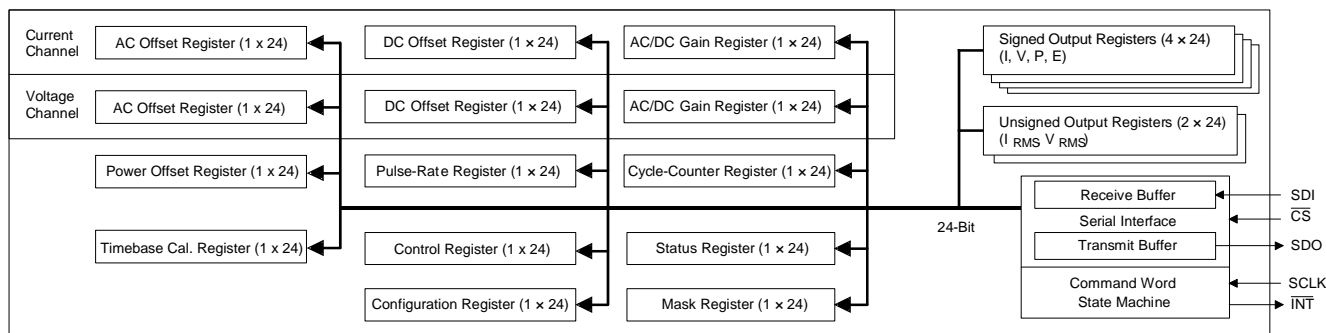 Current
Channel
AC Offset Register (1 x 24)
DC Offset Register (1 × 24)
AC/DC Gain Register (1 × 24)
Signed Output Registers (4 × 24)
(I, V, P, E)
Voltage
Channel
AC Offset Register (1 × 24)
DC Offset Register (1 × 24)
AC/DC Gain Register (1 × 24)
Unsigned Output Registers (2 × 24)
(I RMS, V RMS)
Power Offset Register (1 × 24)
Pulse-Rate Register (1 × 24)
Cycle-Counter Register (1 × 24)
Receive Buffer
SDI
24-Bit
Serial Interface
CS
Timebase Cal. Register (1 x 24)
Control Register (1 x 24)
Status Register (1 × 24)
Transmit Buffer
SDO
Configuration Register (1 × 24)
Mask Register (1 × 24)
Command Word
State Machine
SCLK
INT